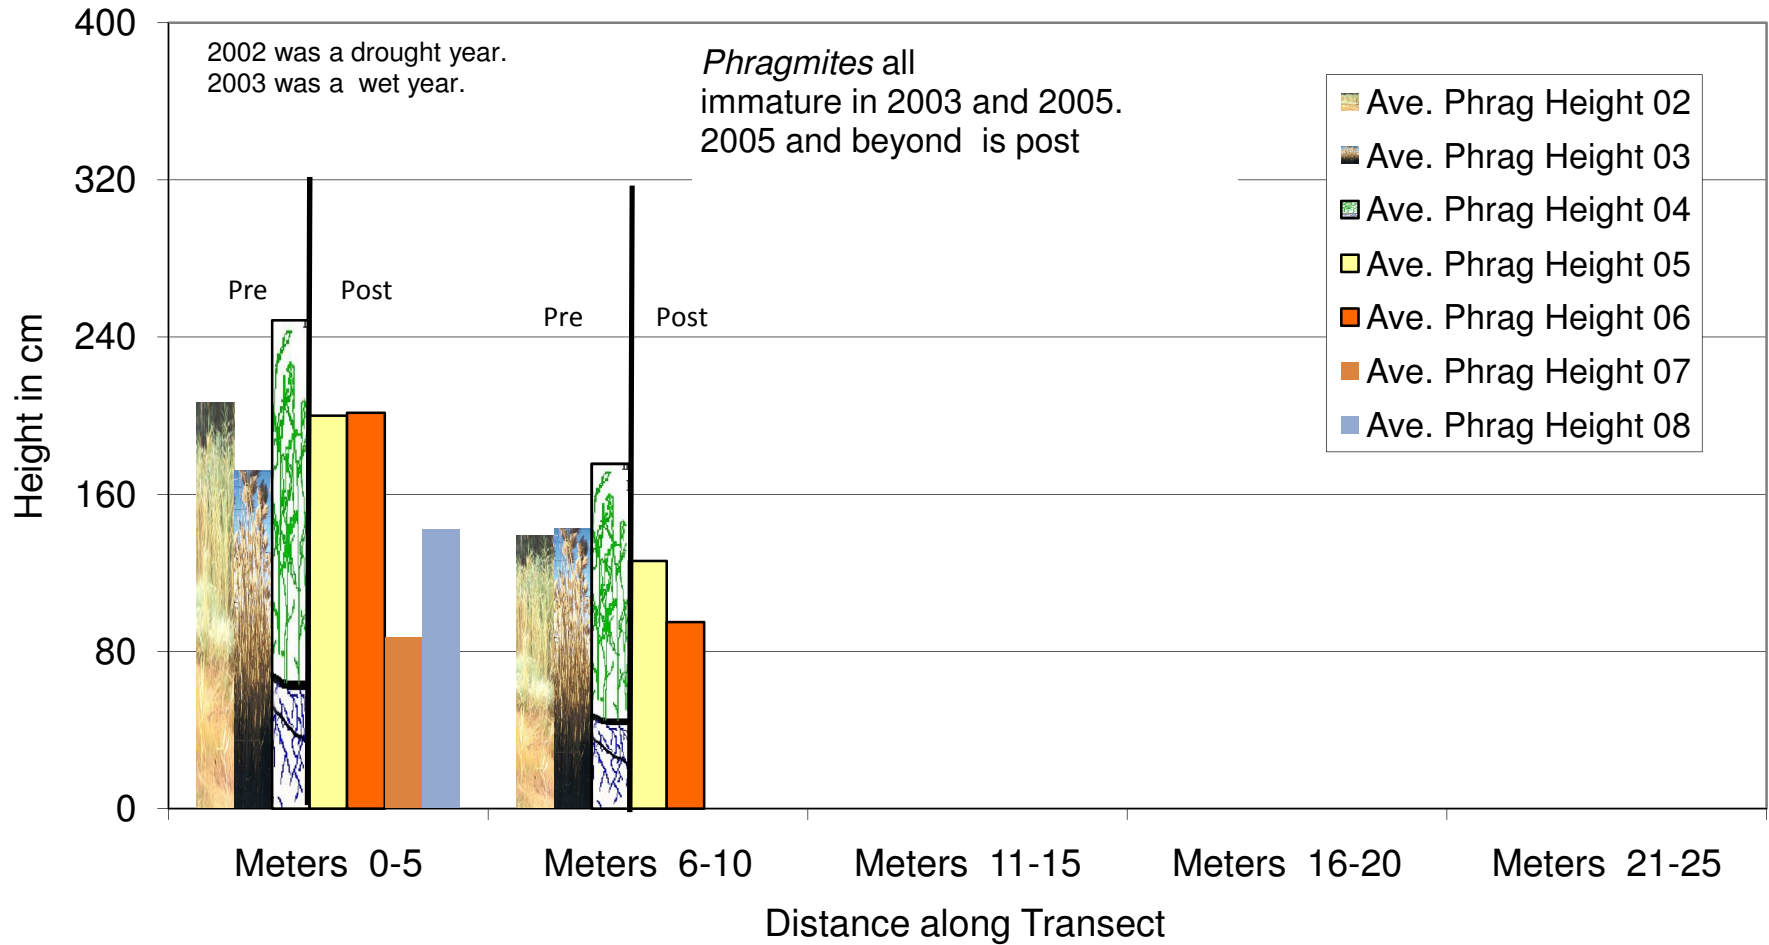 400
320
240
160
80
0
Height in cm
2002 was a drought year.
2003 was a wet year.
Phragmites all
immature in 2003 and 2005.
2005 and beyond is post
Ave. Phrag Height 02
Ave. Phrag Height 03
Ave. Phrag Height 04
Ave. Phrag Height 05
Ave. Phrag Height 06
Ave. Phrag Height 07
Ave. Phrag Height 08
Pre
Post
Pre
Post
Meters 0-5
Meters 6-10
Meters 11-15
Meters 16-20
Meters 21-25
Distance along Transect